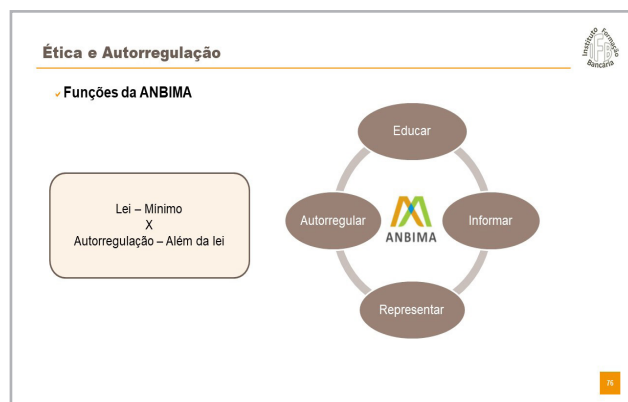 Ética e Autorregulação
Instituto Formação
Bancária
Funções da ANBIMA
Lei – Mínimo
X
Autorregulação – Além da lei
Educar
Autorregular
ANBIMA
Informar
Representar
76